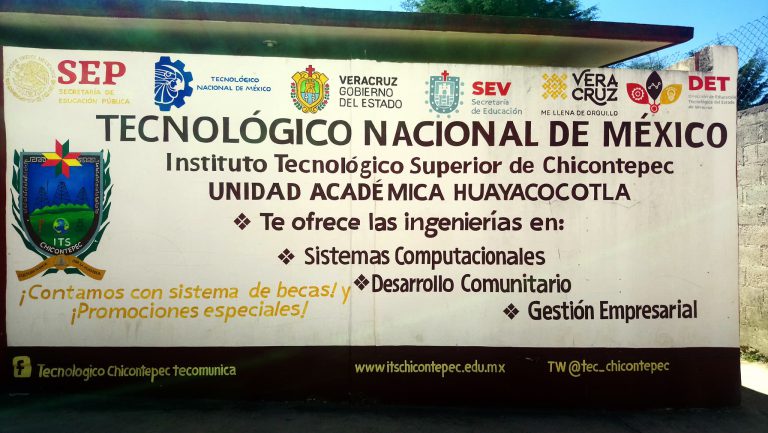 SEP
SECRETARÍA DE
EDUCACIÓN PÚBLICA
TECNOLÓGICO
NACIONAL DE MÉXICO
VERACRUZ
GOBIERNO
DEL ESTADO
SEV
Secretaría
de Educación
VERA
CRUZ
ME LLENA DE ORGULLO
DET
TECNOLÓGICO NACIONAL DE MÉXICO
Instituto Tecnológico Superior de Chicontepec
UNIDAD ACADÉMICA HUAYACOCOTLA
❖ Te ofrece las ingenierías en:
❖ Sistemas Computacionales
❖ Desarrollo Comunitario
❖ Gestión Empresarial
¡Contamos con sistema de becas! y
¡Promociones especiales!
ITS
CHICONTEPEC
f Tecnologico Chicontepec tecomunica
www.itschicontepec.edu.mx
TW@tec_chicontepec